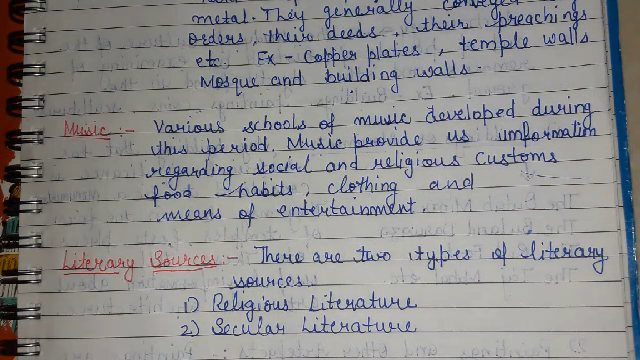 metal. They generally conveyed
orders, their deeds, their preachings
etc. Ex - Copper plates, temple walls
Mosque and building walls.
Music :- Various schools of music developed during
this period. Music provide us imformation
regarding social and religious customs
food habits, clothing and
means of entertainment.
Literary Sources :- There are two types of literary
sources
1) Religious Literature
2) Secular Literature